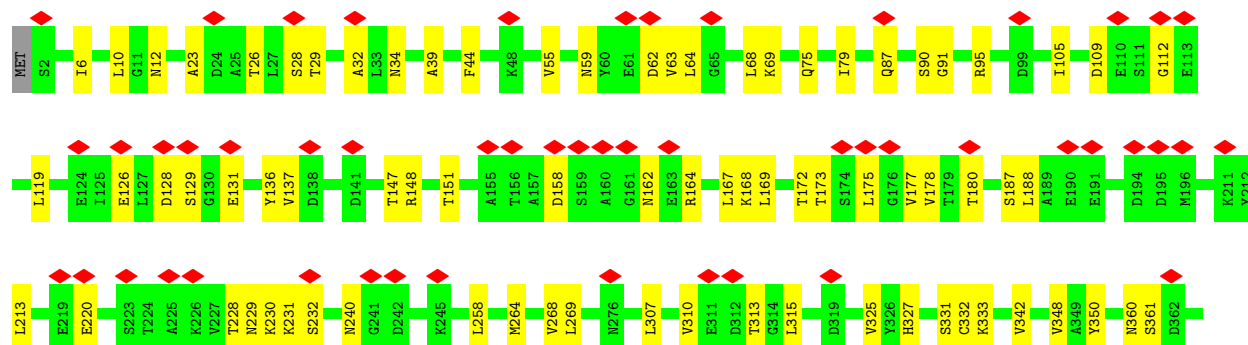 MET S2 I6 L10 G11 N12 A23 D24 A25 T26 L27 S28 T29 A32 L33 N34 A39 F44 K48 V55 N59 Y60 E61 D62 V63 L64 G65 L68 K69 Q75 I79 Q87 S90 G91 R95 D99 I105 D109 E110 S111 G112 E113
L119 E124 I125 E126 L127 D128 S129 G130 E131 Y136 V137 D138 D141 T147 R148 T151 A155 T156 A157 D158 S159 A160 G161 N162 E163 R164 L167 K168 L169 T172 T173 S174 L175 G176 V177 V178 T179 T180 S187 L188 A189 E190 E191 D194 D195 M196 K211 Y212
L213 E219 E220 S223 T224 A225 K226 V227 T228 N229 K230 K231 S232 N240 G241 D242 K245 L258 M264 V268 L269 N276 L307 V310 E311 D312 T313 G314 L315 D319 V325 Y326 H327 S331 C332 K333 V342 V348 A349 Y350 N360 S361 D362